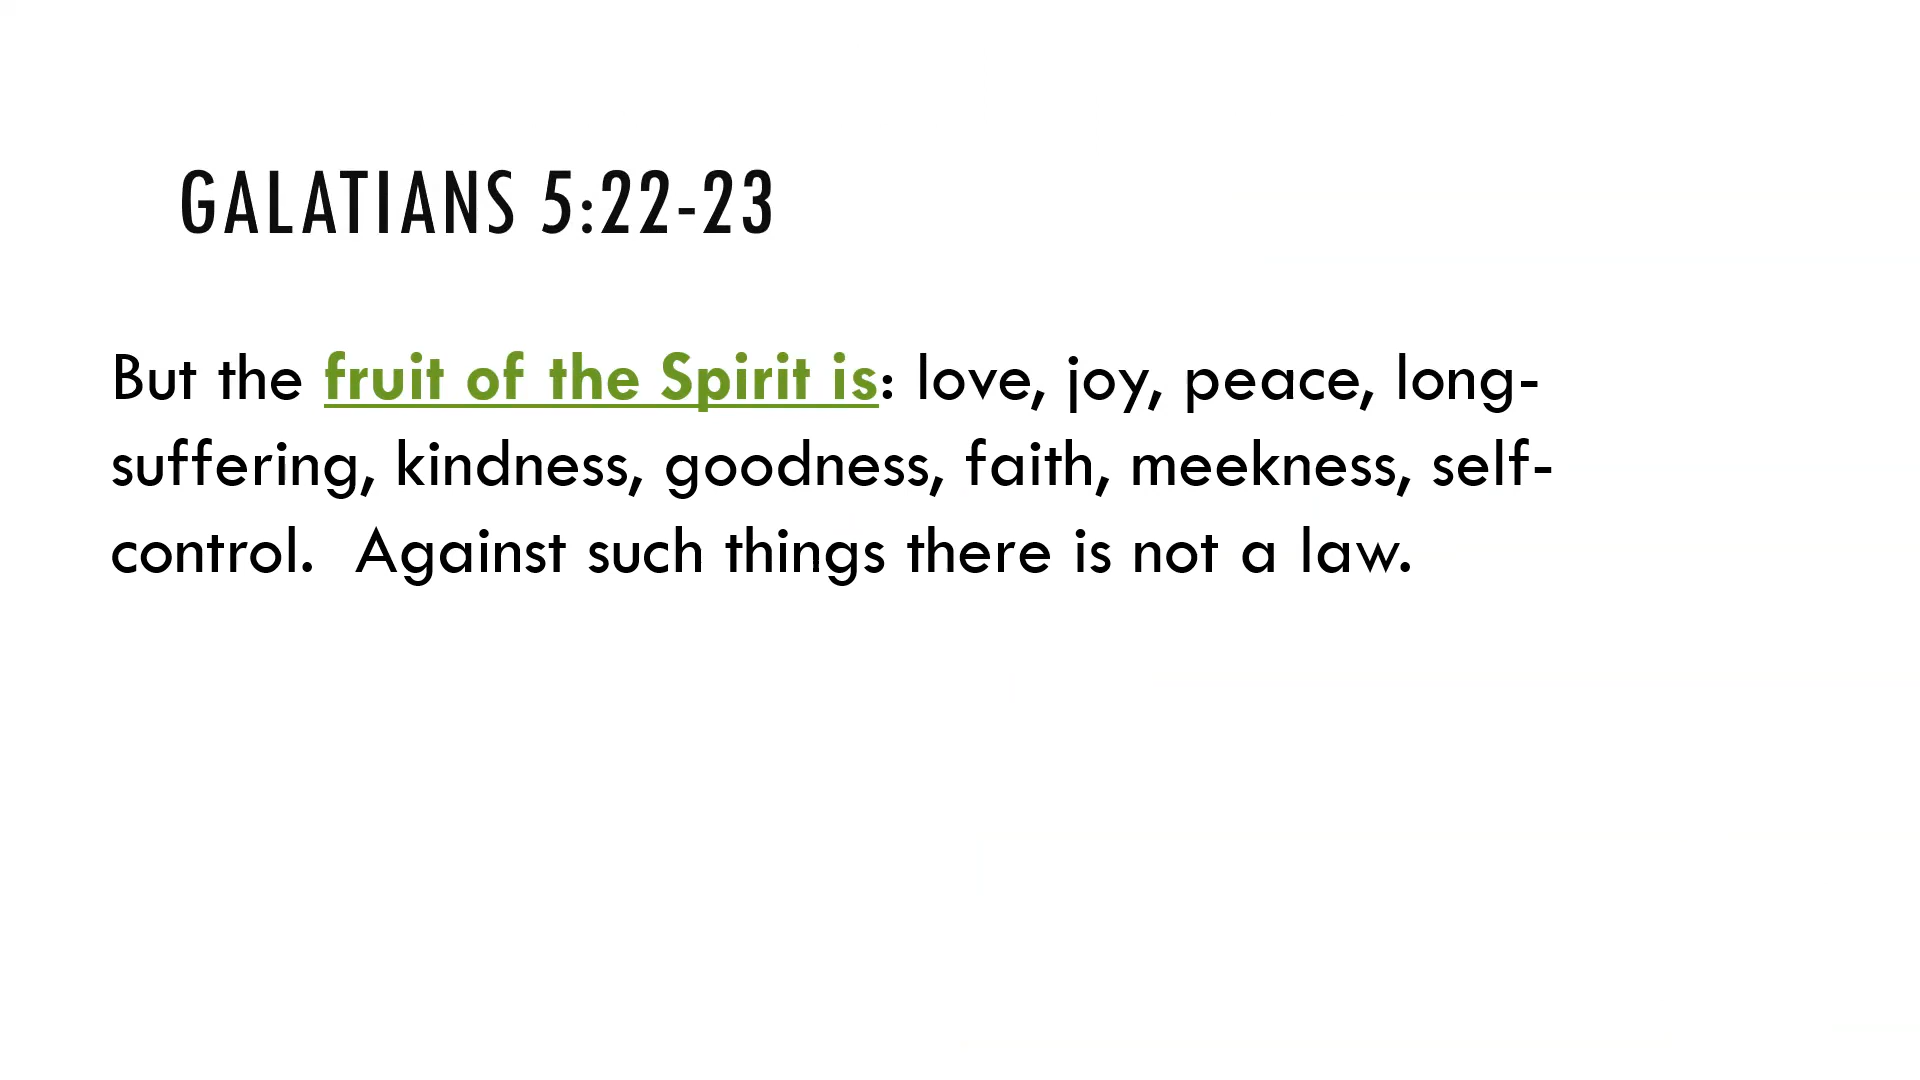 GALATIANS 5:22-23
But the fruit of the Spirit is: love, joy, peace, long-
suffering, kindness, goodness, faith, meekness, self-
control.  Against such things there is not a law.